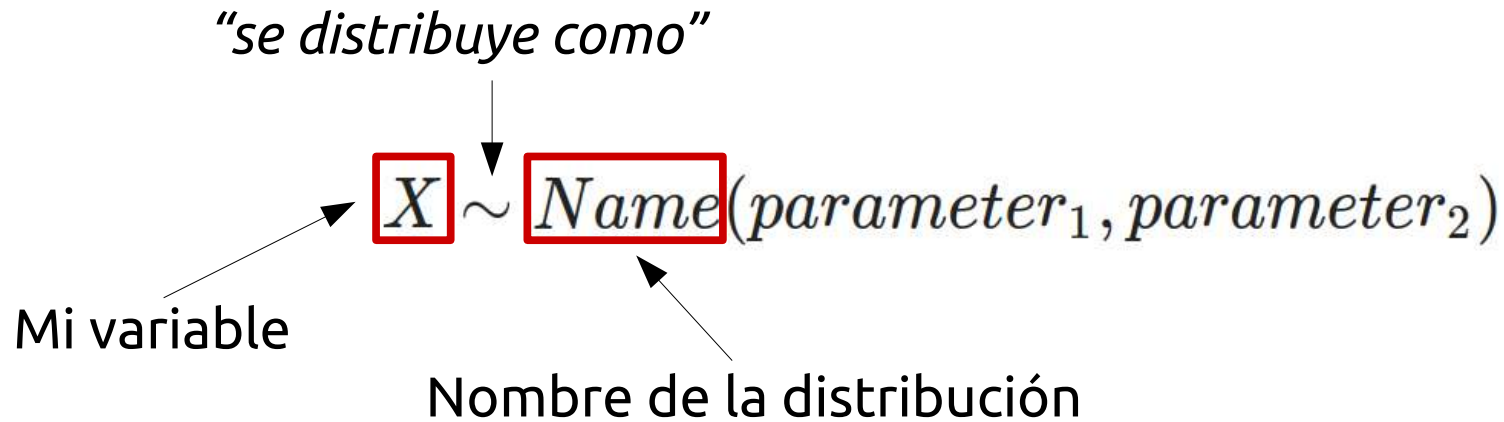 “se distribuye como”
X ~ Name(parameter₁, parameter₂)
Mi variable
Nombre de la distribución